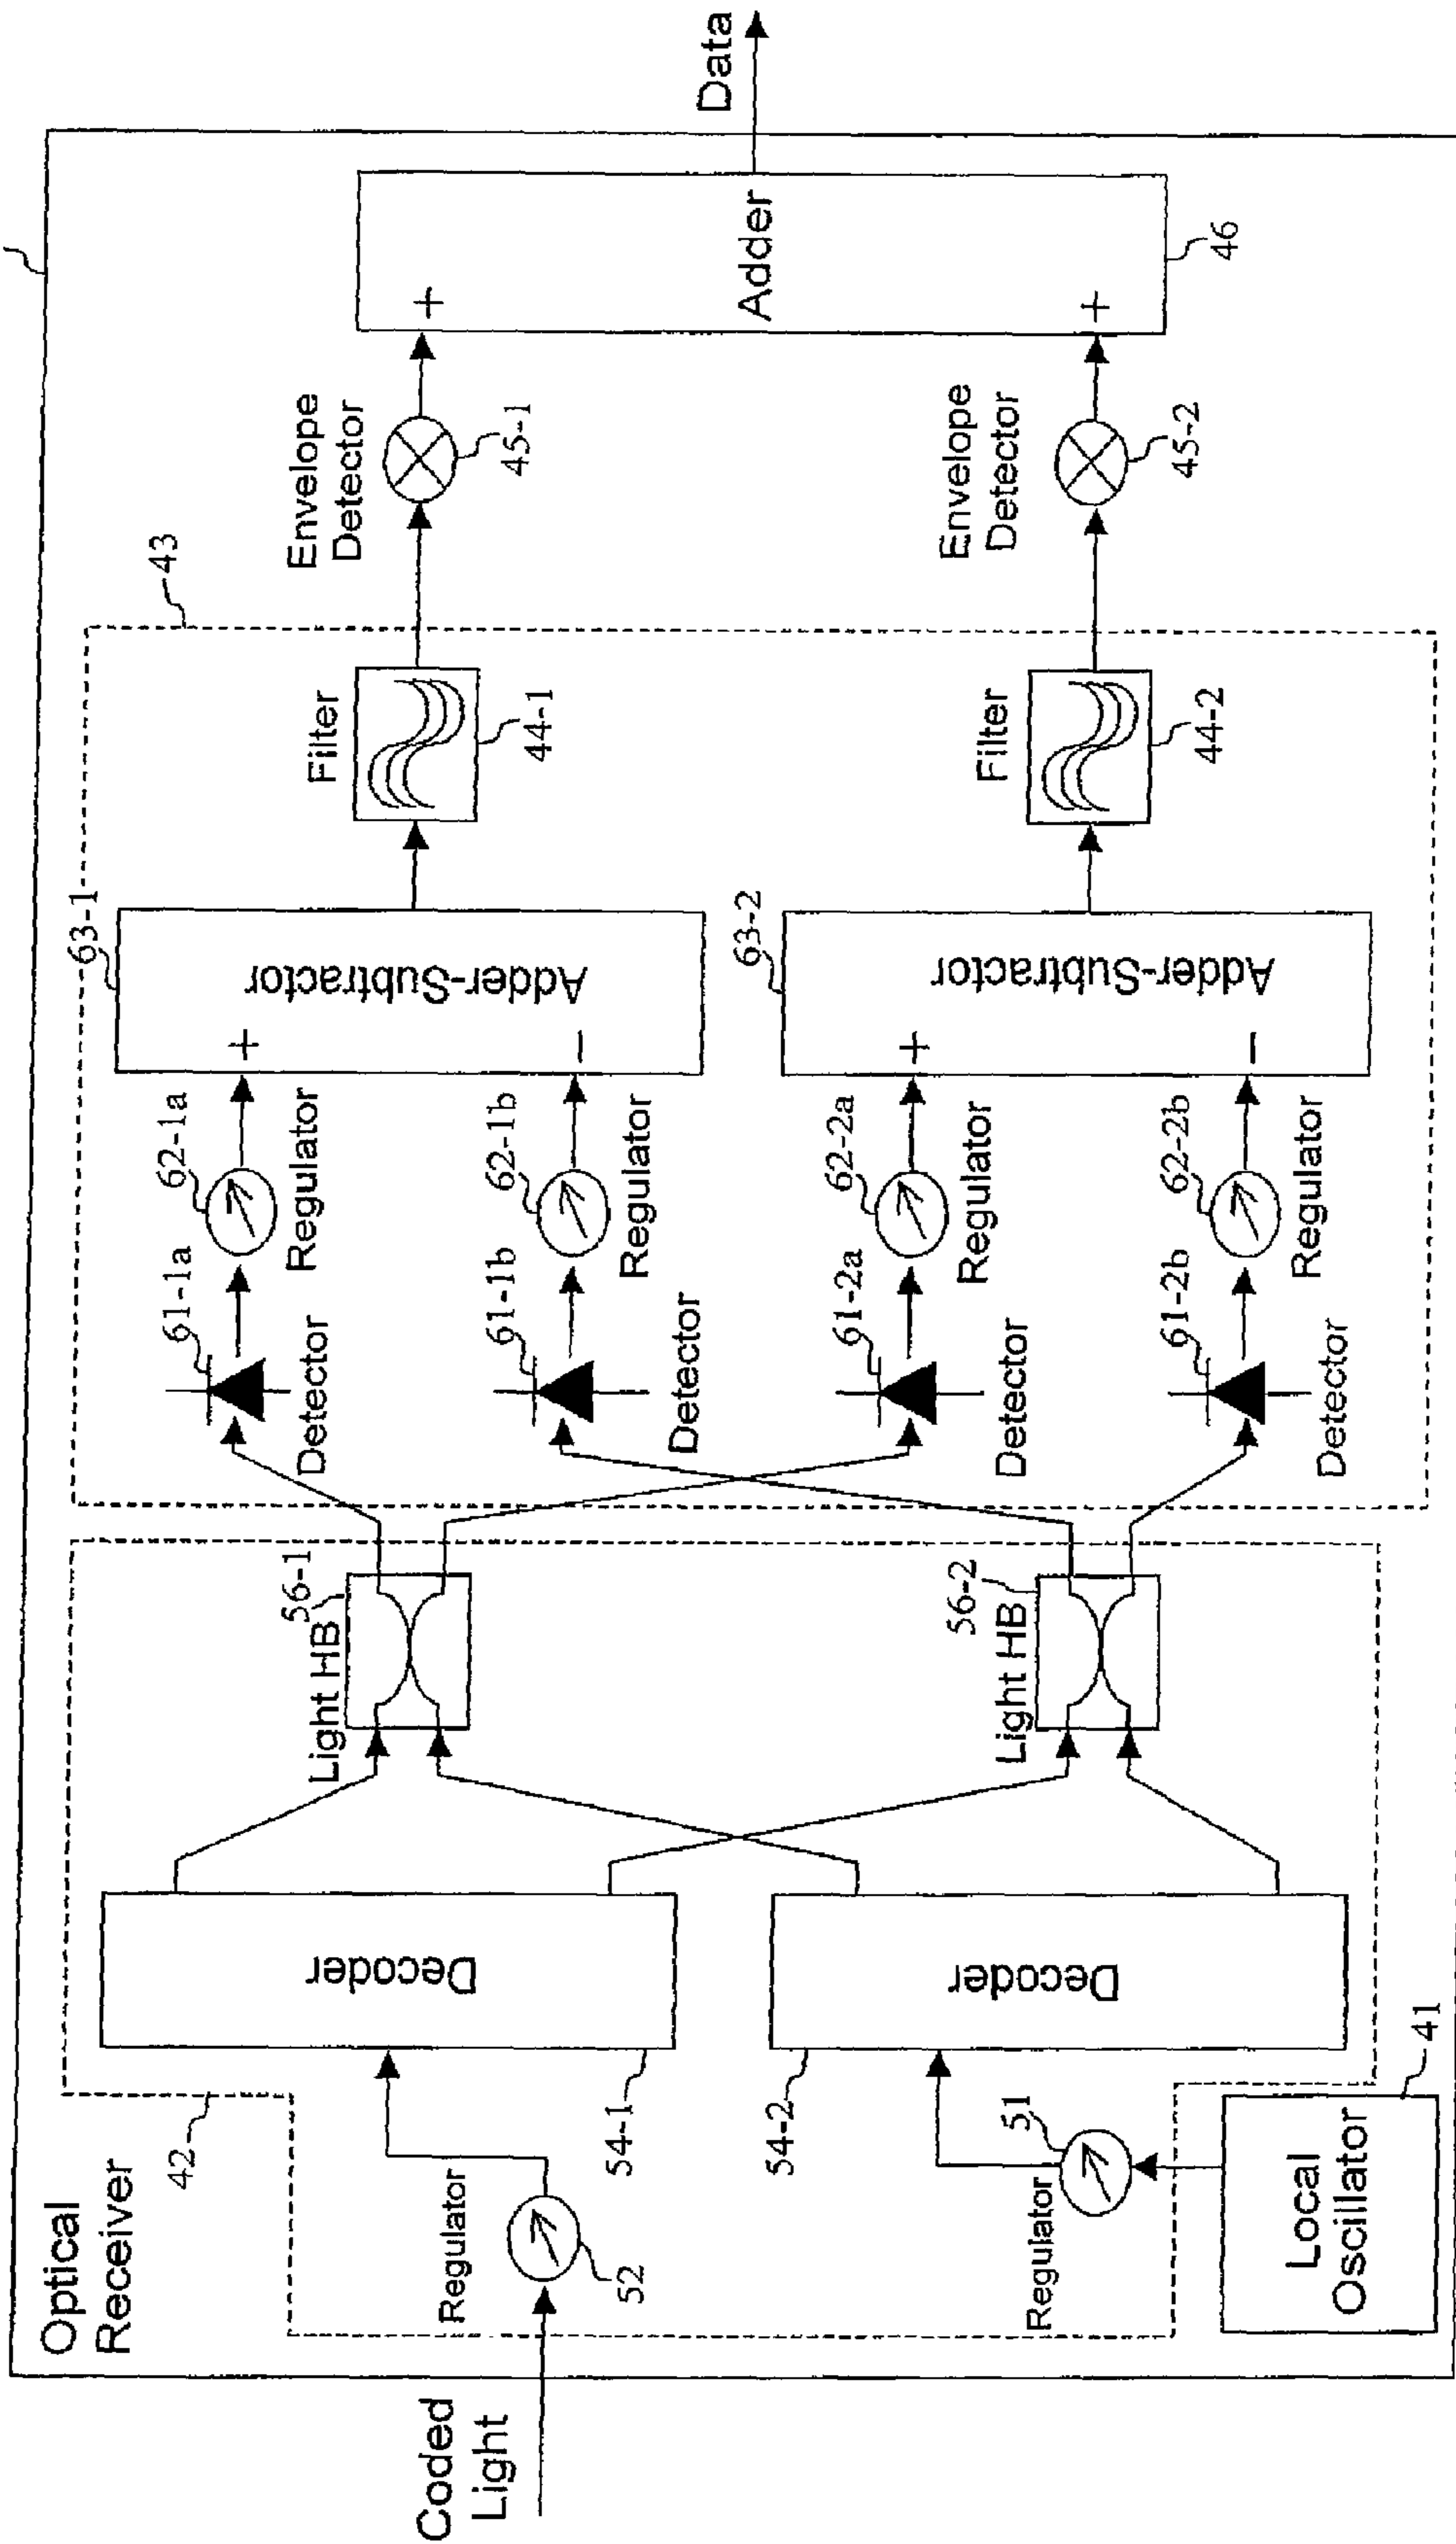 Optical
Receiver
Coded
Light
Regulator
52
42
Decoder
54-1
Decoder
54-2
51
Regulator
Local
Oscillator
41
56-1
Light HB
56-2
Light HB
43
61-1a
Detector
62-1a
Regulator
61-1b
Detector
62-1b
Regulator
61-2a
Detector
62-2a
Regulator
61-2b
Detector
62-2b
Regulator
63-1
+
Adder-Subtractor
−
63-2
+
Adder-Subtractor
−
Filter
44-1
Filter
44-2
Envelope
Detector
45-1
Envelope
Detector
45-2
+
Adder
+
46
Data